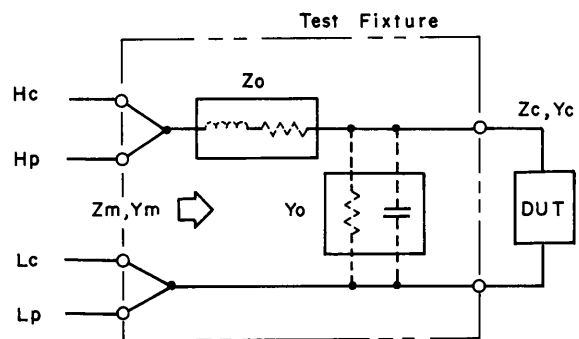 Test Fixture
Zo
Hc
Zc, Yc
Hp
Zm, Ym
Yo
DUT
Lc
Lp